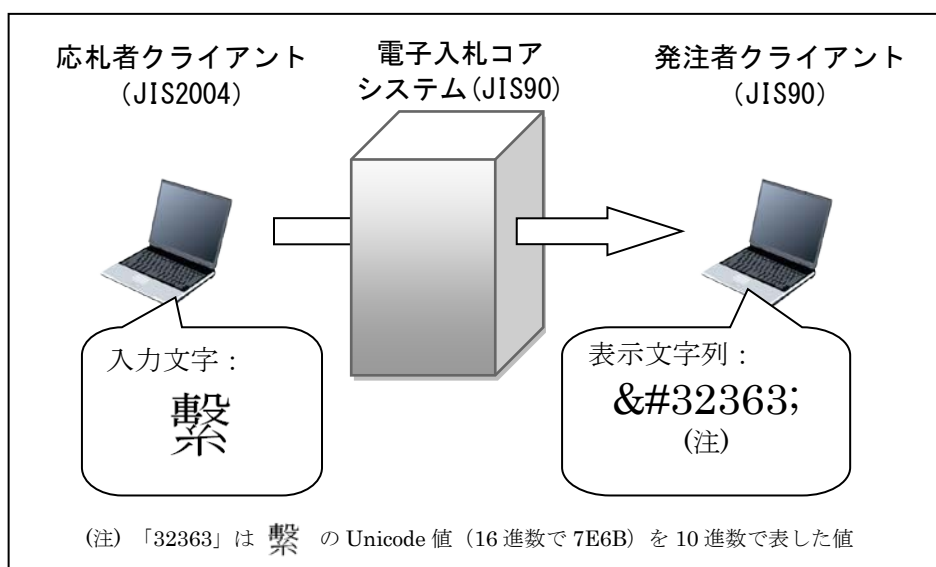 応札者クライアント
(JIS2004)
電子入札コア
システム(JIS90)
発注者クライアント
(JIS90)
入力文字：
繫
表示文字列：
&#32363;
(注)
(注) 「32363」は 繫 の Unicode 値（16 進数で 7E6B）を 10 進数で表した値